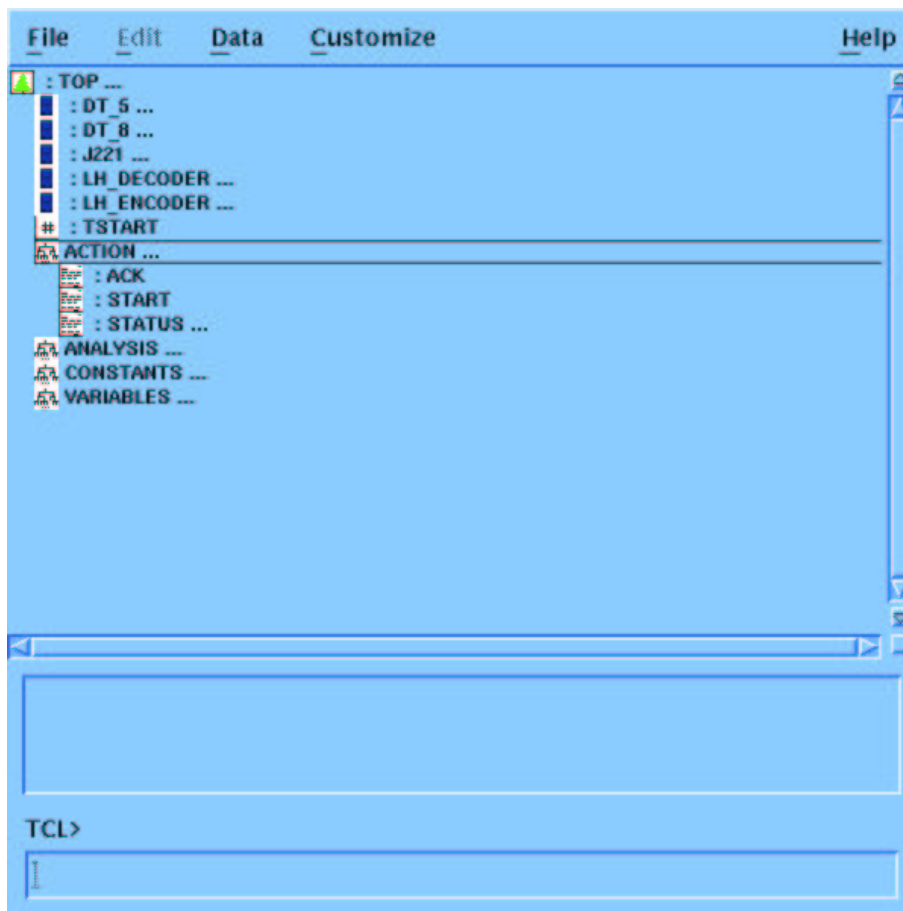 File Edit Data Customize Help
: TOP ...
: DT_5 ...
: DT_8 ...
: J221 ...
: LH_DECODER ...
: LH_ENCODER ...
# : TSTART
ACTION ...
: ACK
: START
: STATUS ...
ANALYSIS ...
CONSTANTS ...
VARIABLES ...
TCL>